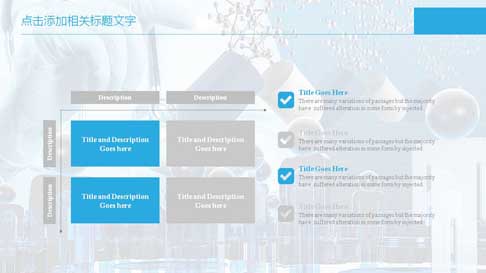 点击添加相关标题文字
Description
Description
Description
Title and Description
Goes here
Title and Description
Goes here
Description
Title and Description
Goes here
Title and Description
Goes here
Title Goes Here
There are many variations of passages but the majority
have suffered alteration in some form by injected.
Title Goes Here
There are many variations of passages but the majority
have suffered alteration in some form by injected.
Title Goes Here
There are many variations of passages but the majority
have suffered alteration in some form by injected.
Title Goes Here
There are many variations of passages but the majority
have suffered alteration in some form by injected.